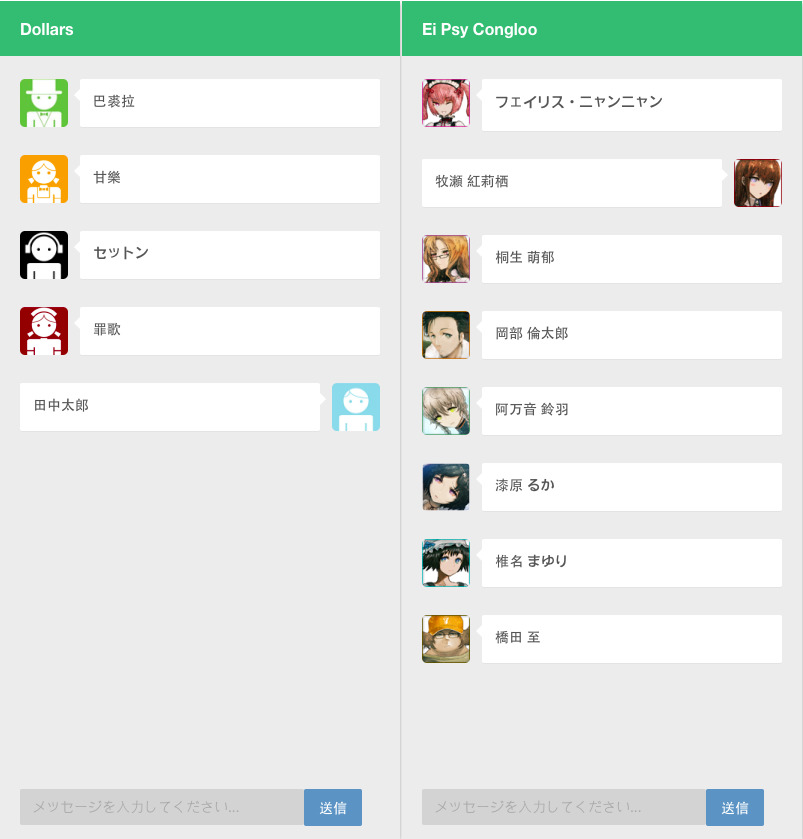 Dollars
巴裘拉
甘樂
セットン
罪歌
田中太郎
メッセージを入力してください...
送信
Ei Psy Congloo
フェイリス・ニャンニャン
牧瀬 紅莉栖
桐生 萌郁
岡部 倫太郎
阿万音 鈴羽
漆原 るか
椎名 まゆり
橋田 至
メッセージを入力してください...
送信